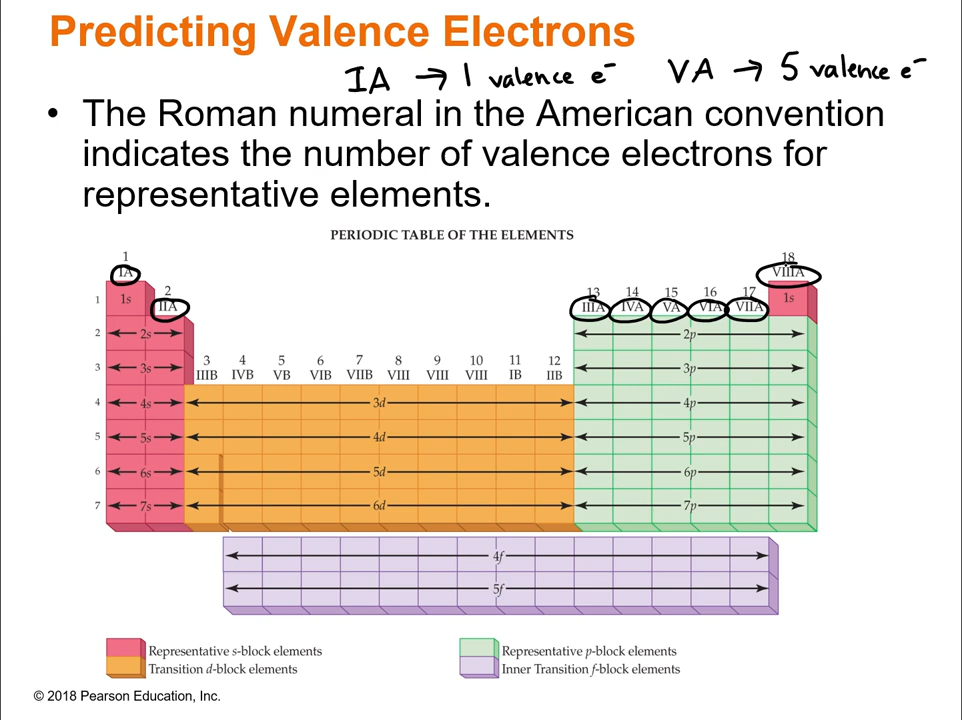 Predicting Valence Electrons
IA → 1 valence e⁻ VA → 5 valence e⁻
• The Roman numeral in the American convention
indicates the number of valence electrons for
representative elements.
PERIODIC TABLE OF THE ELEMENTS
1 18
IA VIIIA
2 13 14 15 16 17
1 1s IIA IIIA IVA VA VIA VIIA 1s
2 2s 2p
3 3s 3p
3 4 5 6 7 8 9 10 11 12
IIIB IVB VB VIB VIIB VIII VIII VIII IB IIB
4 4s 3d 4p
5 5s 4d 5p
6 6s 5d 6p
7 7s 6d 7p
4f
5f
Representative s-block elements Representative p-block elements
Transition d-block elements Inner Transition f-block elements
© 2018 Pearson Education, Inc.